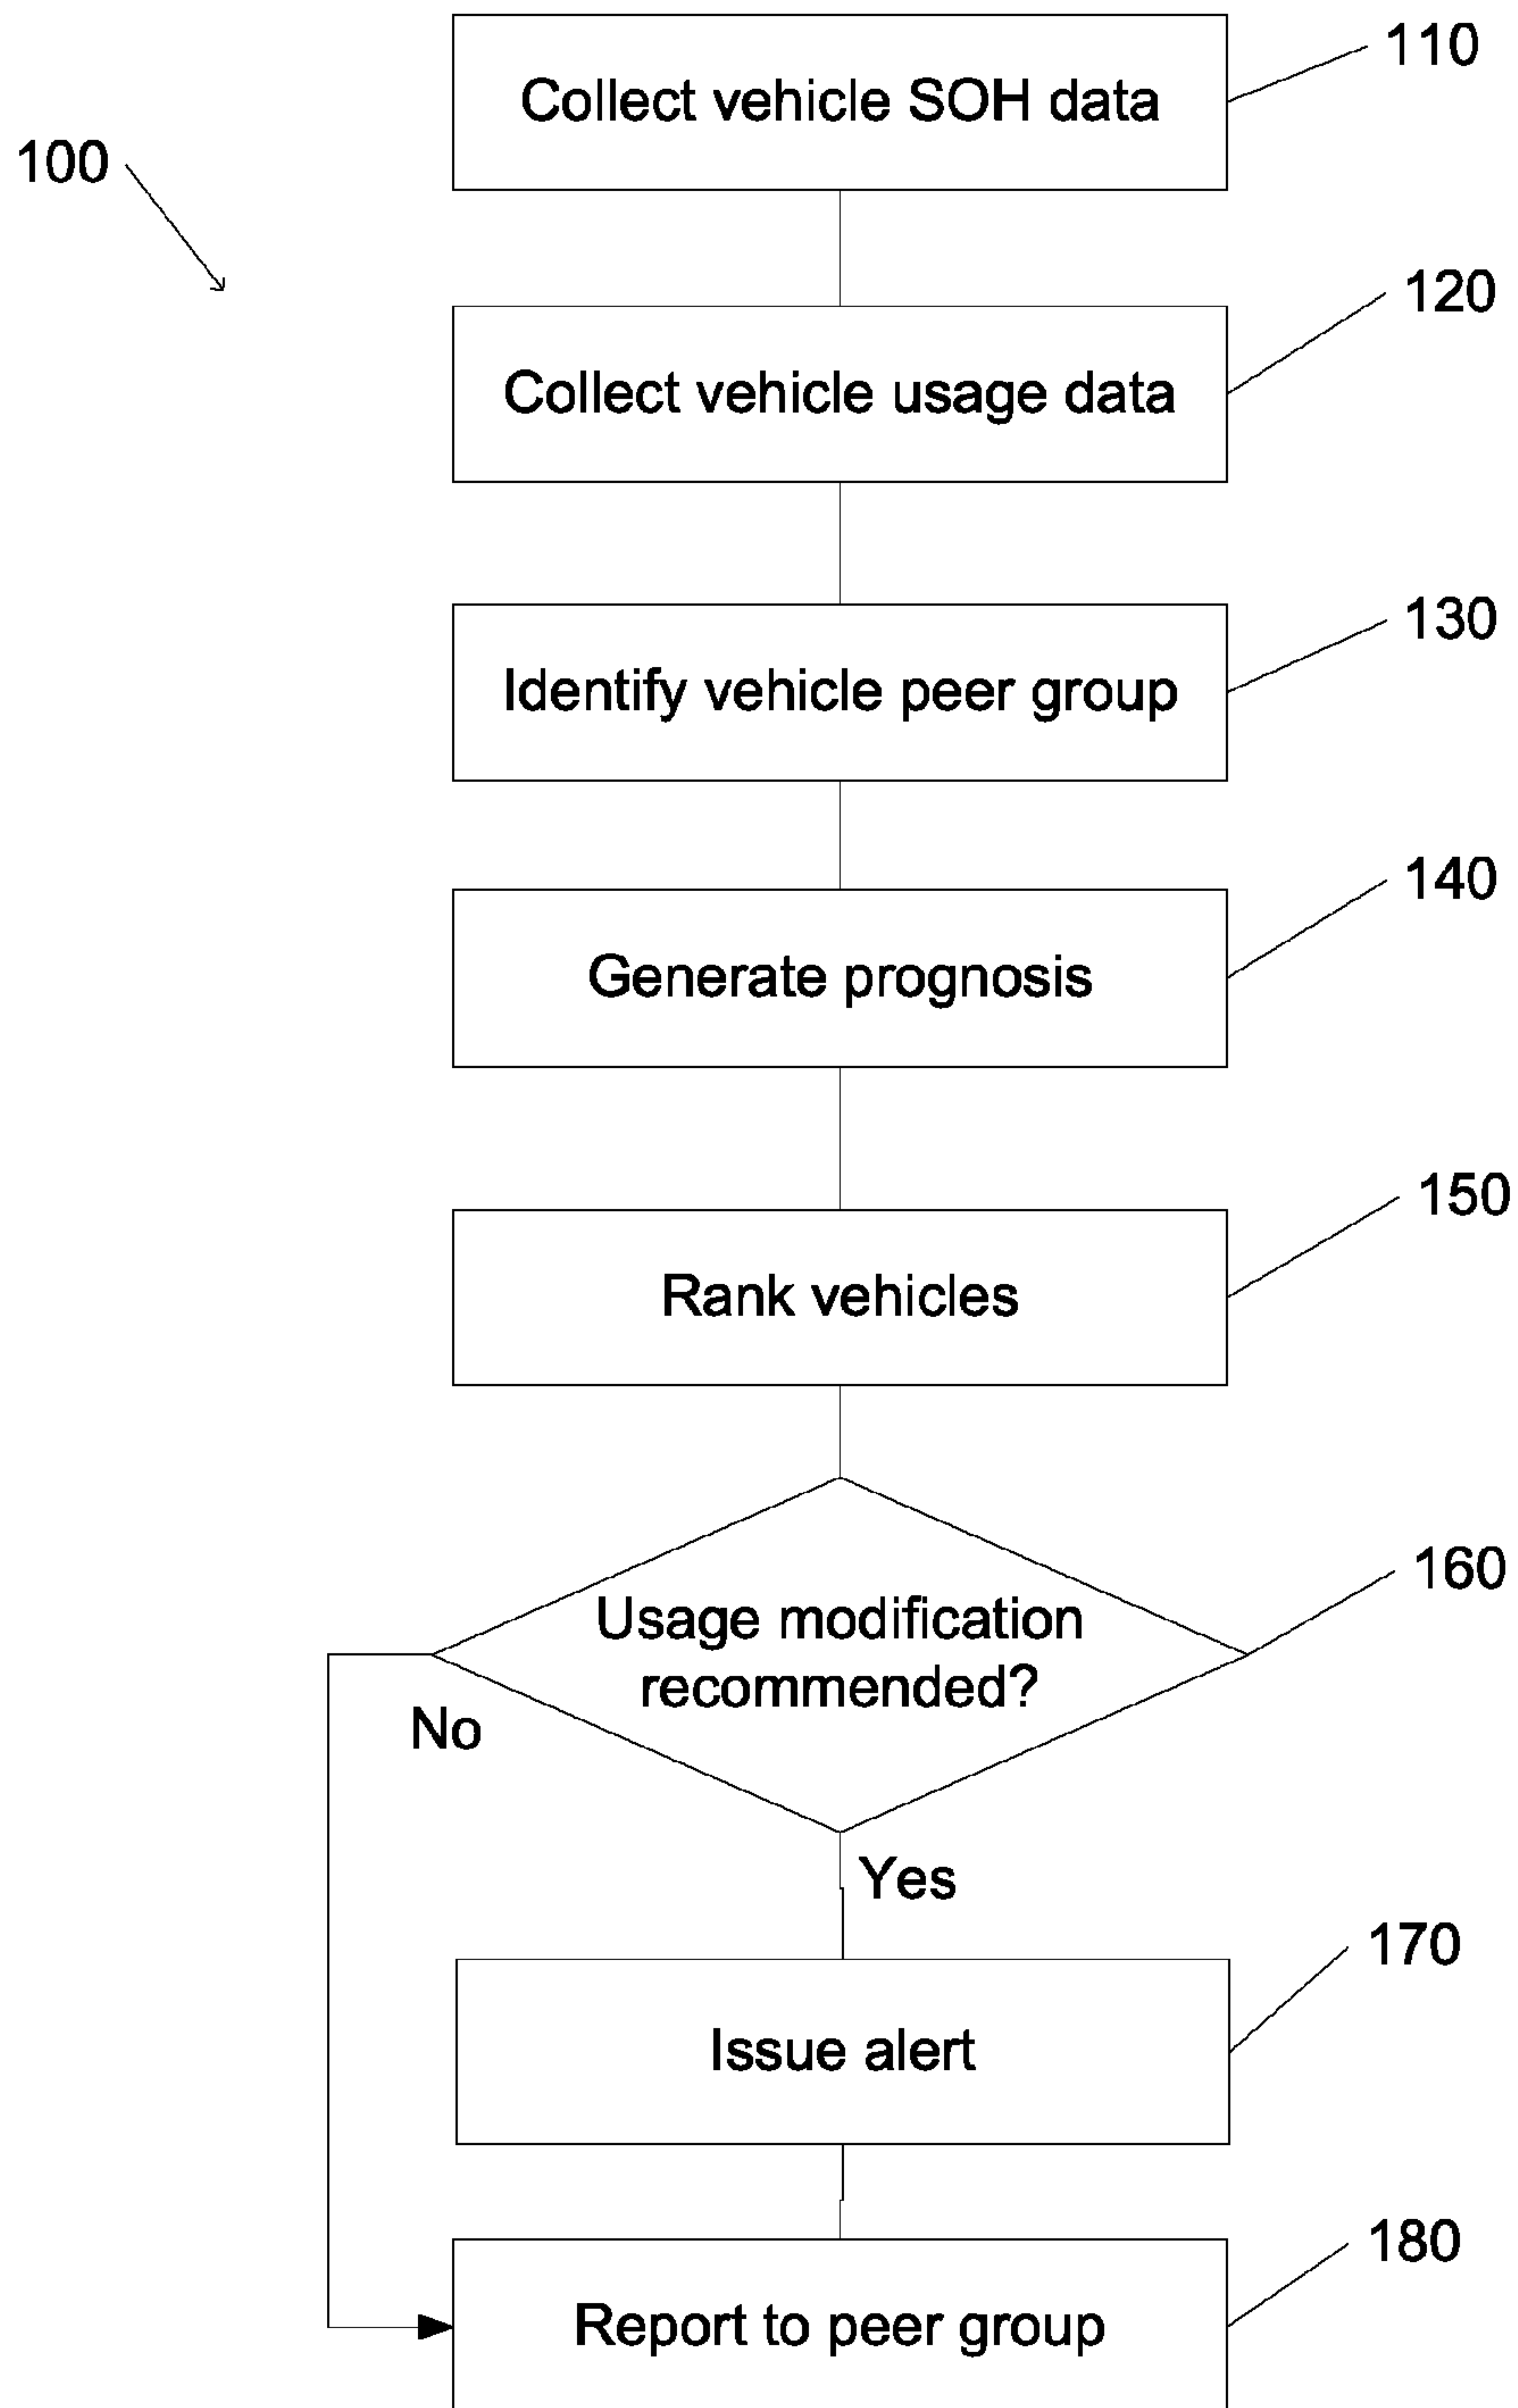 110
Collect vehicle SOH data
100
120
Collect vehicle usage data
130
Identify vehicle peer group
140
Generate prognosis
150
Rank vehicles
160
Usage modification
recommended?
No
Yes
170
Issue alert
180
Report to peer group